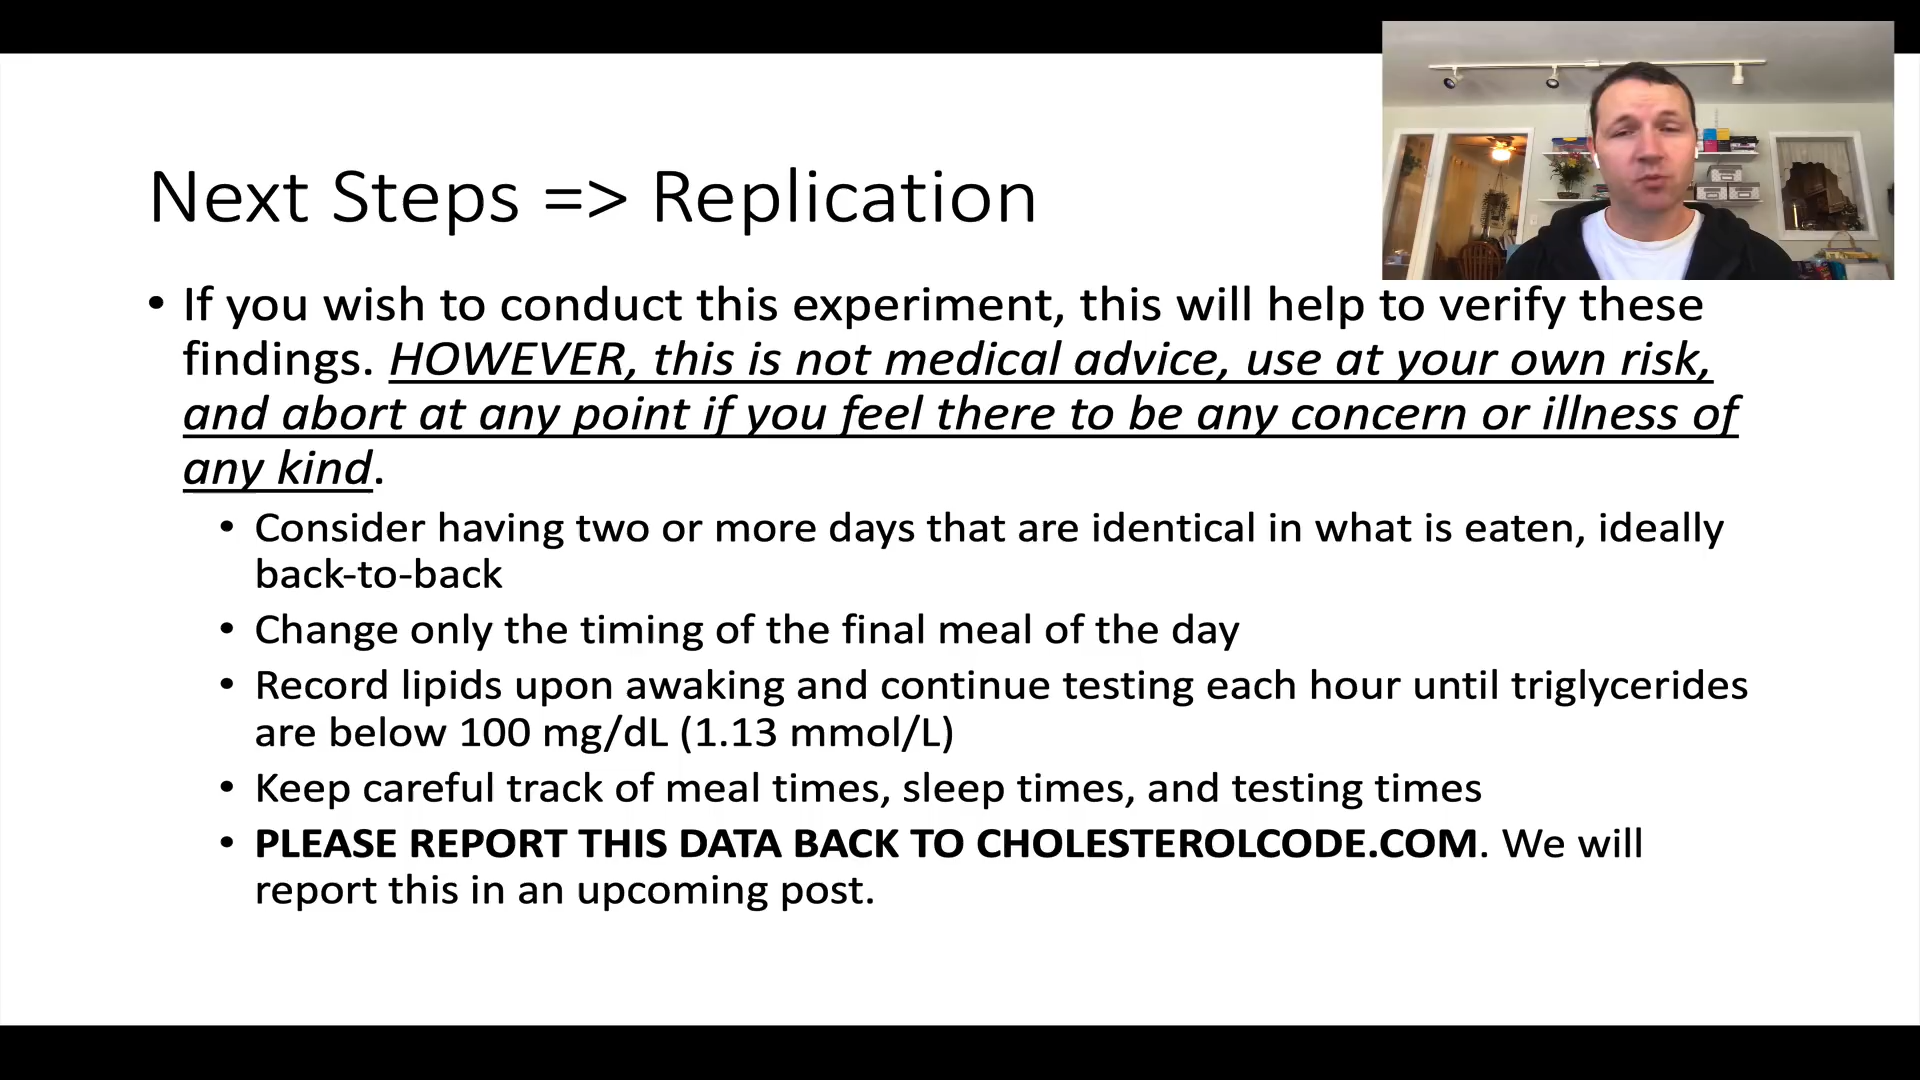 Next Steps => Replication
• If you wish to conduct this experiment, this will help to verify these
findings. HOWEVER, this is not medical advice, use at your own risk,
and abort at any point if you feel there to be any concern or illness of
any kind.
• Consider having two or more days that are identical in what is eaten, ideally
back-to-back
• Change only the timing of the final meal of the day
• Record lipids upon awaking and continue testing each hour until triglycerides
are below 100 mg/dL (1.13 mmol/L)
• Keep careful track of meal times, sleep times, and testing times
• PLEASE REPORT THIS DATA BACK TO CHOLESTEROLCODE.COM. We will
report this in an upcoming post.